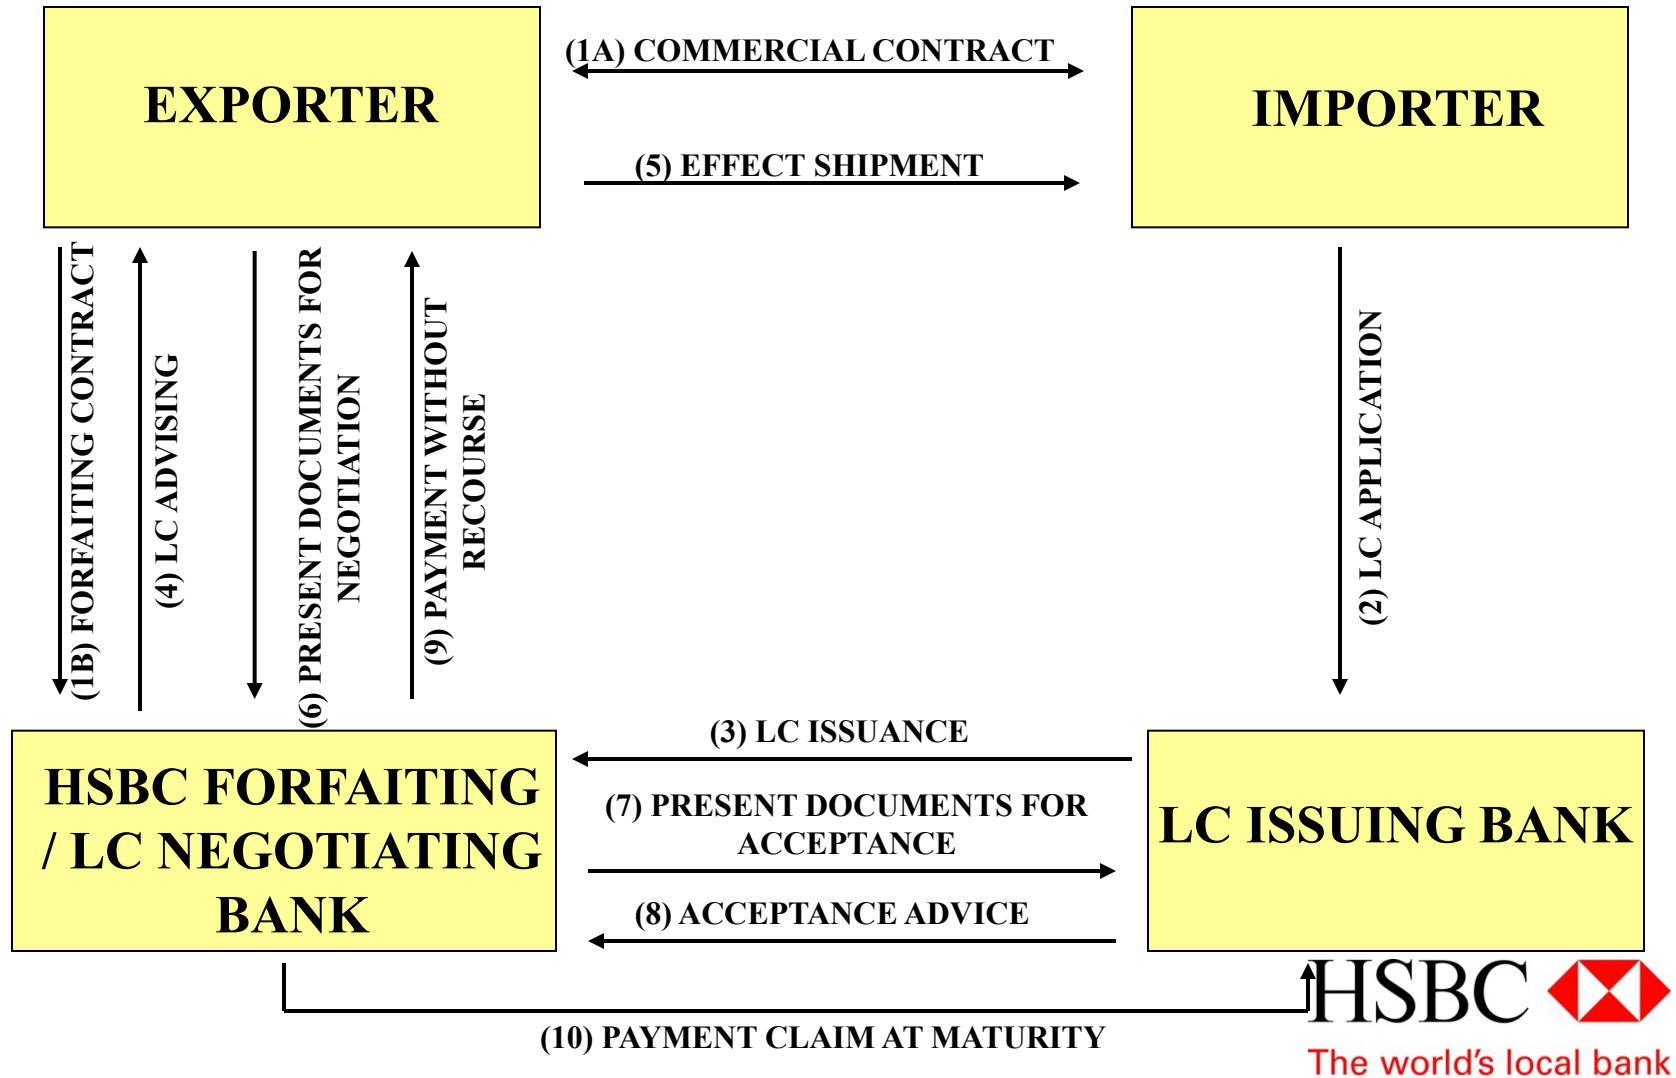 EXPORTER
(1A) COMMERCIAL CONTRACT
IMPORTER
(5) EFFECT SHIPMENT
(1B) FORFAITING CONTRACT
(4) LC ADVISING
(6) PRESENT DOCUMENTS FOR
NEGOTIATION
(9) PAYMENT WITHOUT
RECOURSE
(2) LC APPLICATION
(3) LC ISSUANCE
HSBC FORFAITING
/ LC NEGOTIATING
BANK
(7) PRESENT DOCUMENTS FOR
ACCEPTANCE
LC ISSUING BANK
(8) ACCEPTANCE ADVICE
(10) PAYMENT CLAIM AT MATURITY
HSBC
The world's local bank